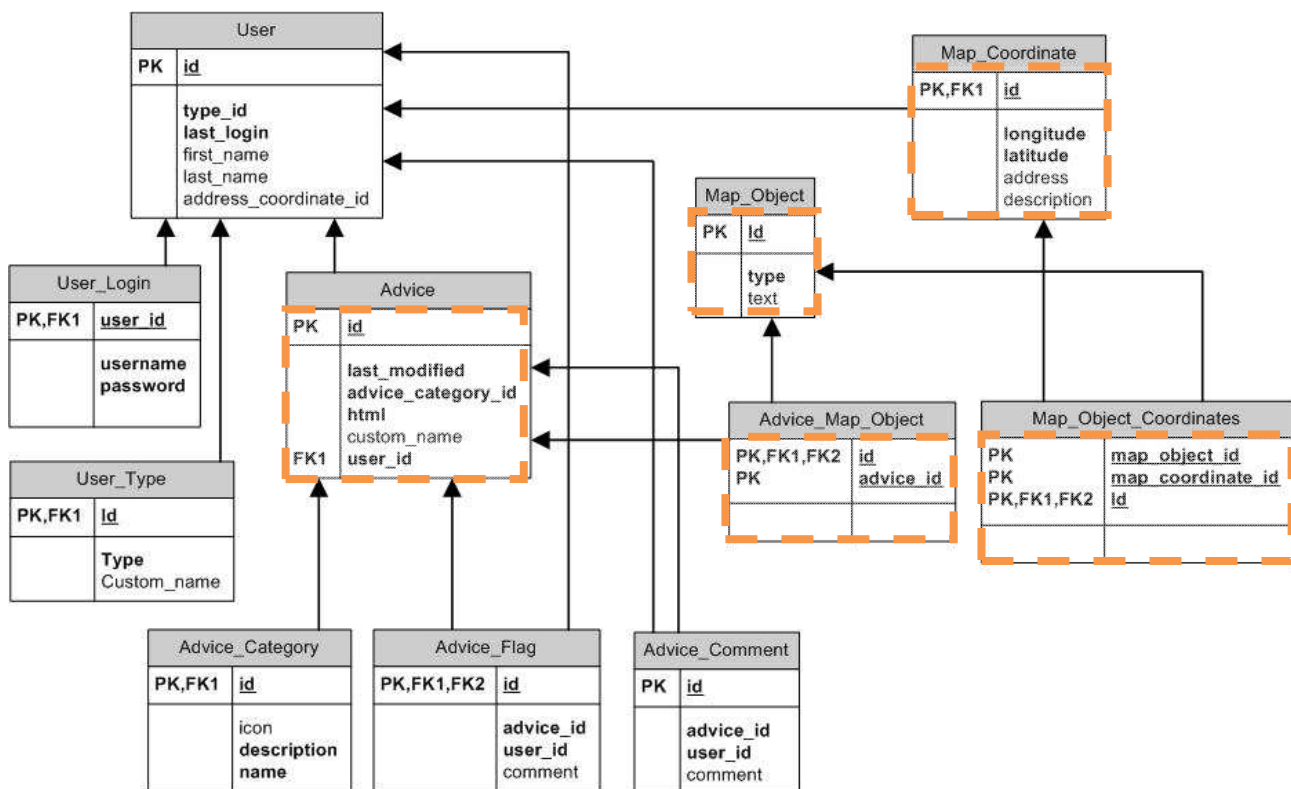 User
PK id
type_id
last_login
first_name
last_name
address_coordinate_id
Map_Coordinate
PK,FK1 id
longitude
latitude
address
description
Map_Object
PK Id
type
text
User_Login
PK,FK1 user_id
username
password
Advice
PK id
last_modified
advice_category_id
html
custom_name
FK1 user_id
Advice_Map_Object
PK,FK1,FK2 id
PK advice_id
Map_Object_Coordinates
PK map_object_id
PK map_coordinate_id
PK,FK1,FK2 Id
User_Type
PK,FK1 Id
Type
Custom_name
Advice_Category
PK,FK1 id
icon
description
name
Advice_Flag
PK,FK1,FK2 id
advice_id
user_id
comment
Advice_Comment
PK id
advice_id
user_id
comment